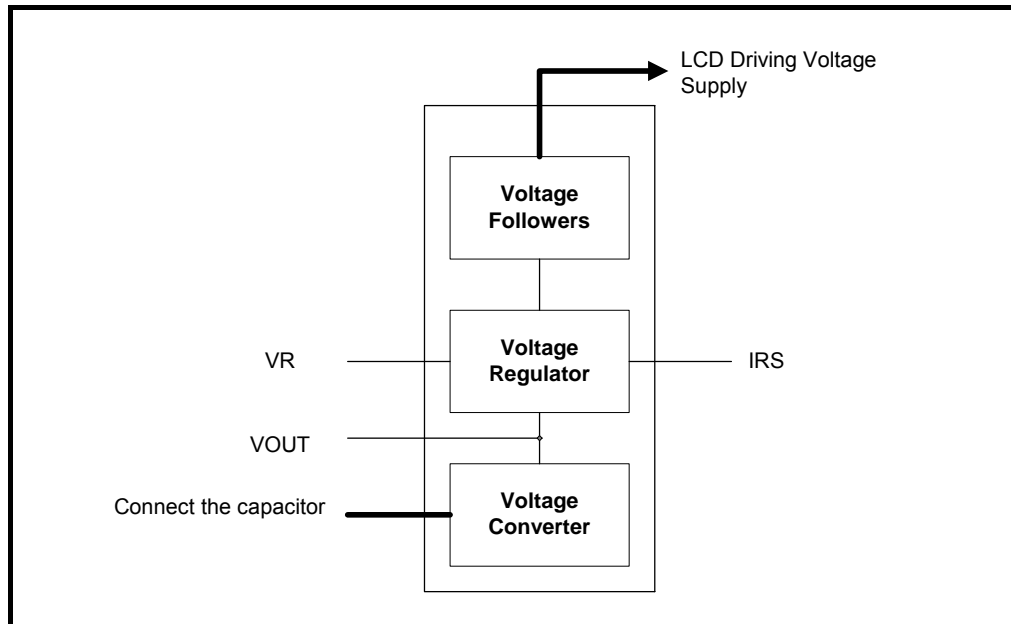 LCD Driving Voltage
Supply
Voltage
Followers
VR
Voltage
Regulator
IRS
VOUT
Connect the capacitor
Voltage
Converter